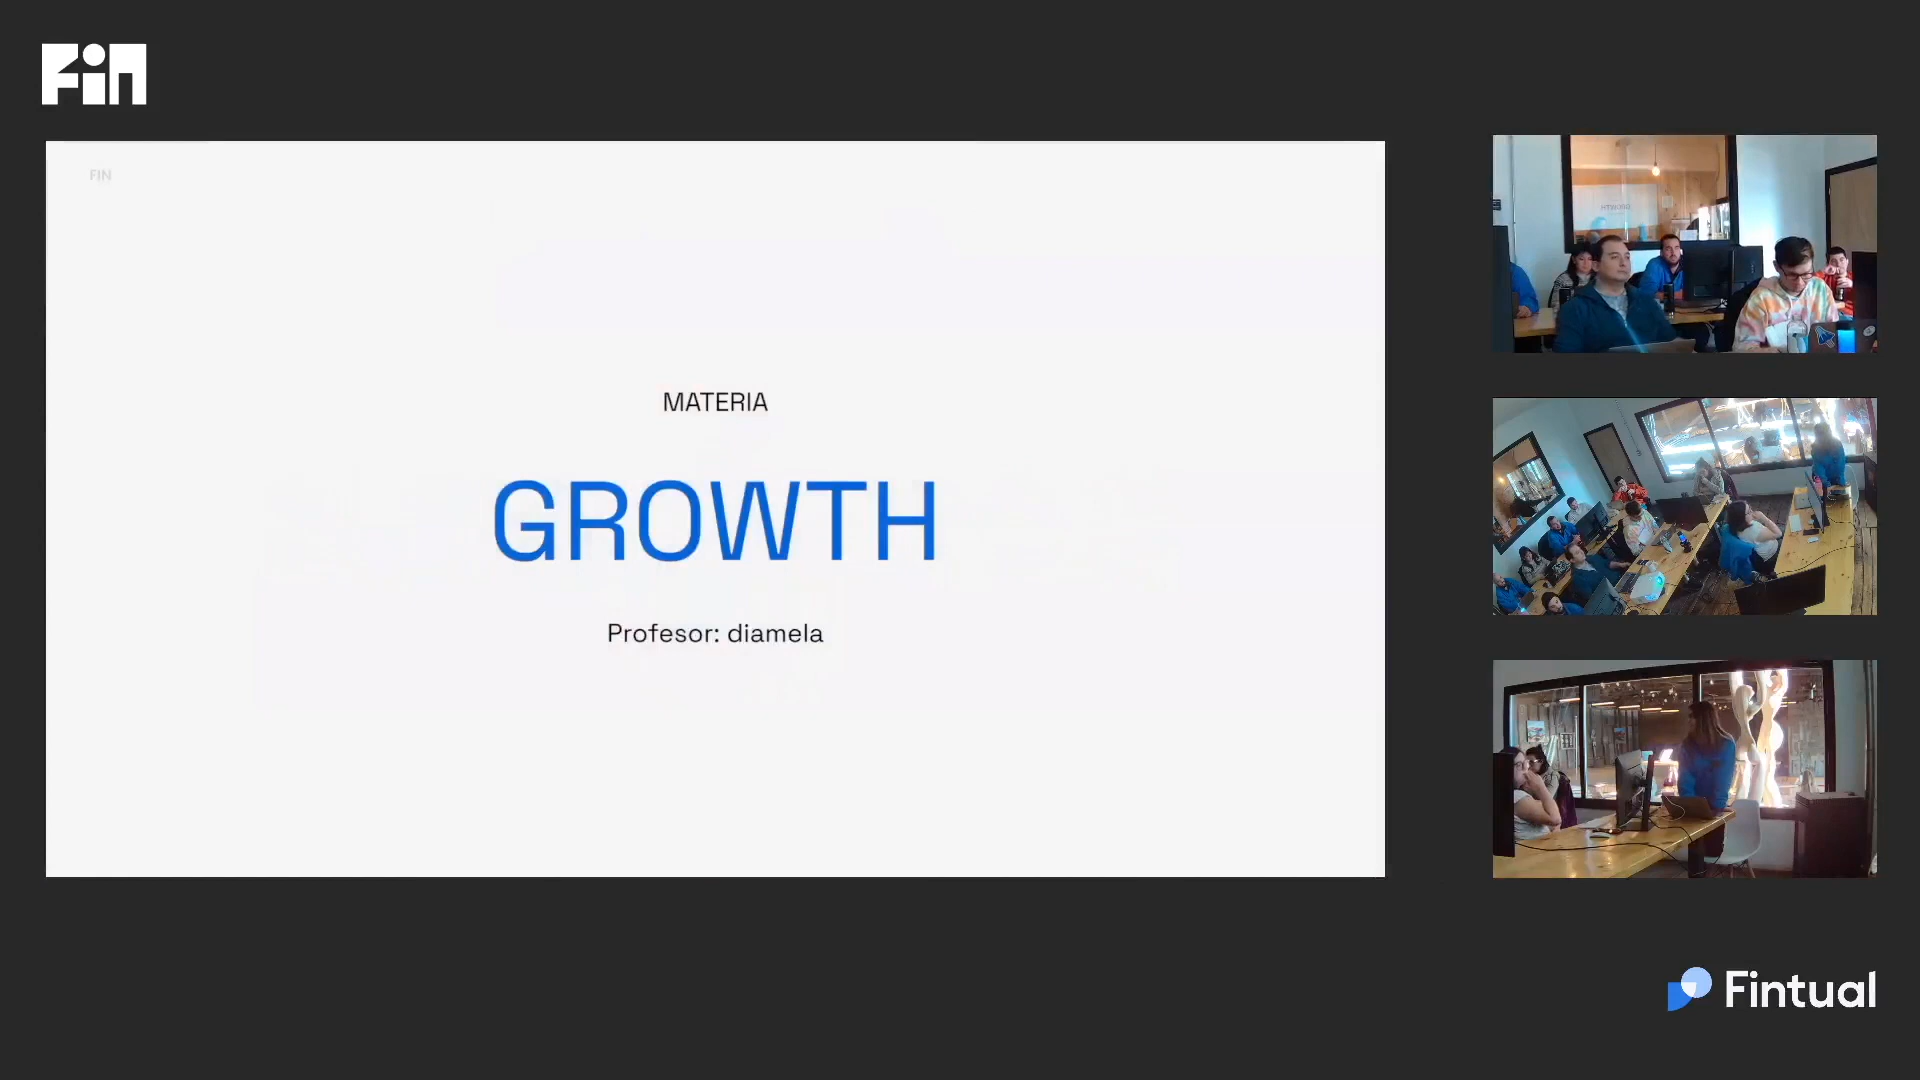 Fin
FIN
MATERIA
GROWTH
Profesor: diamela
Fintual